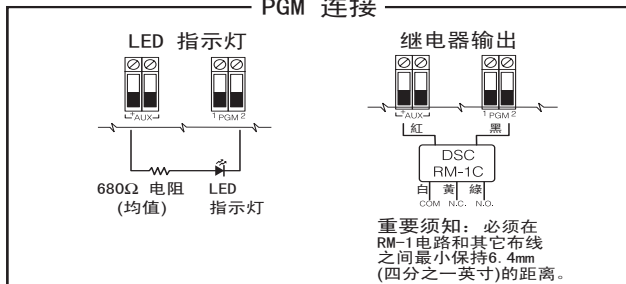 PGM 连接
LED 指示灯
+AUX-
1 PGM 2
680Ω 电阻
(均值)
LED
指示灯
继电器输出
+AUX-
1 PGM 2
紅
黑
DSC
RM-1C
白 黃 綠
COM N.C. N.O.
重要须知: 必须在
RM-1电路和其它布线
之间最小保持6.4mm
(四分之一英寸)的距离。